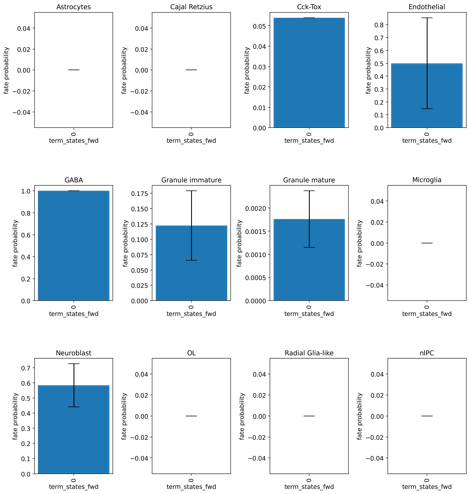 Astrocytes
Cajal Retzius
Cck-Tox
Endothelial
fate probability
0.04
0.02
0.00
−0.02
−0.04
0
term_states_fwd
fate probability
0.04
0.02
0.00
−0.02
−0.04
0
term_states_fwd
fate probability
0.05
0.04
0.03
0.02
0.01
0.00
0
term_states_fwd
fate probability
0.8
0.7
0.6
0.5
0.4
0.3
0.2
0.1
0.0
0
term_states_fwd
GABA
Granule immature
Granule mature
Microglia
fate probability
1.0
0.8
0.6
0.4
0.2
0.0
0
term_states_fwd
fate probability
0.175
0.150
0.125
0.100
0.075
0.050
0.025
0.000
0
term_states_fwd
fate probability
0.0020
0.0015
0.0010
0.0005
0.0000
0
term_states_fwd
fate probability
0.04
0.02
0.00
−0.02
−0.04
0
term_states_fwd
Neuroblast
OL
Radial Glia-like
nIPC
fate probability
0.7
0.6
0.5
0.4
0.3
0.2
0.1
0.0
0
term_states_fwd
fate probability
0.04
0.02
0.00
−0.02
−0.04
0
term_states_fwd
fate probability
0.04
0.02
0.00
−0.02
−0.04
0
term_states_fwd
fate probability
0.04
0.02
0.00
−0.02
−0.04
0
term_states_fwd